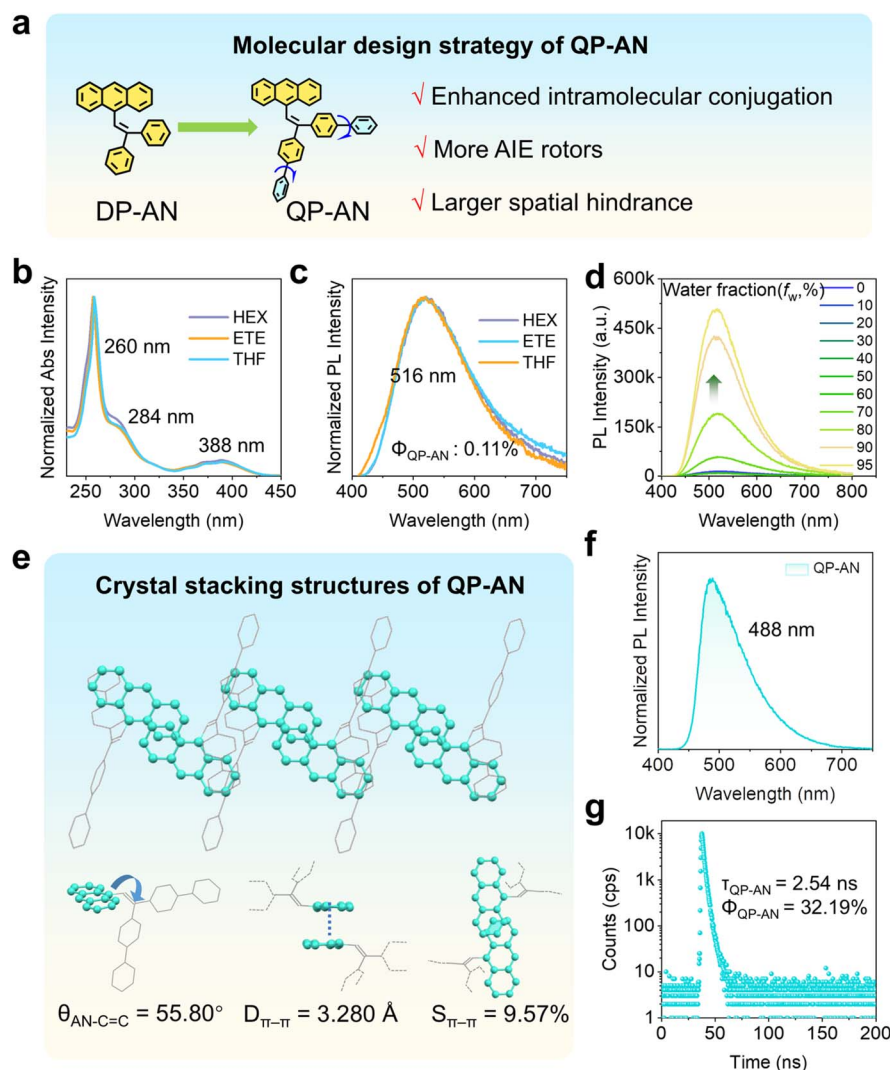 a
Molecular design strategy of QP-AN
DP-AN
QP-AN
√ Enhanced intramolecular conjugation
√ More AIE rotors
√ Larger spatial hindrance
b
Normalized Abs Intensity
260 nm
284 nm
388 nm
HEX
ETE
THF
250 300 350 400 450
Wavelength (nm)
c
Normalized PL Intensity
516 nm
HEX
ETE
THF
ΦQP-AN : 0.11%
400 500 600 700
Wavelength (nm)
d
PL Intensity (a.u.)
600k
450k
300k
150k
0
Water fraction(fw,%)
0
10
20
30
40
50
60
70
80
90
95
400 500 600 700 800
Wavelength (nm)
e
Crystal stacking structures of QP-AN
θAN-C=C = 55.80°
Dπ–π = 3.280 Å
Sπ–π = 9.57%
f
Normalized PL Intensity
QP-AN
488 nm
400 500 600 700
Wavelength (nm)
g
Counts (cps)
10k
1k
100
10
1
τQP-AN = 2.54 ns
ΦQP-AN = 32.19%
0 50 100 150 200
Time (ns)